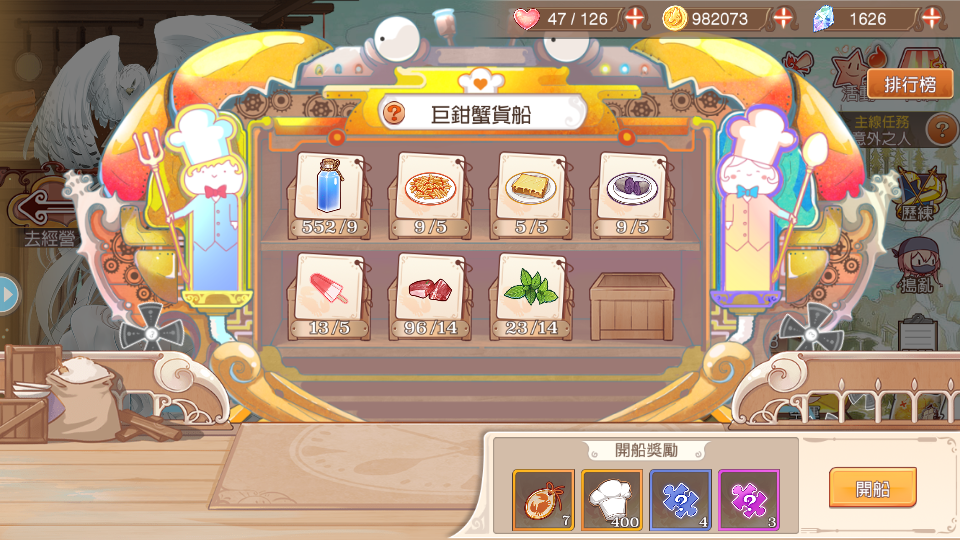 47 / 126
982073
1626
排行榜
巨鉗蟹貨船
主線任務
意外之人
552/9
9/5
5/5
9/5
歷練
去經營
搗亂
13/5
96/14
23/14
開船獎勵
開船
7
400
4
3